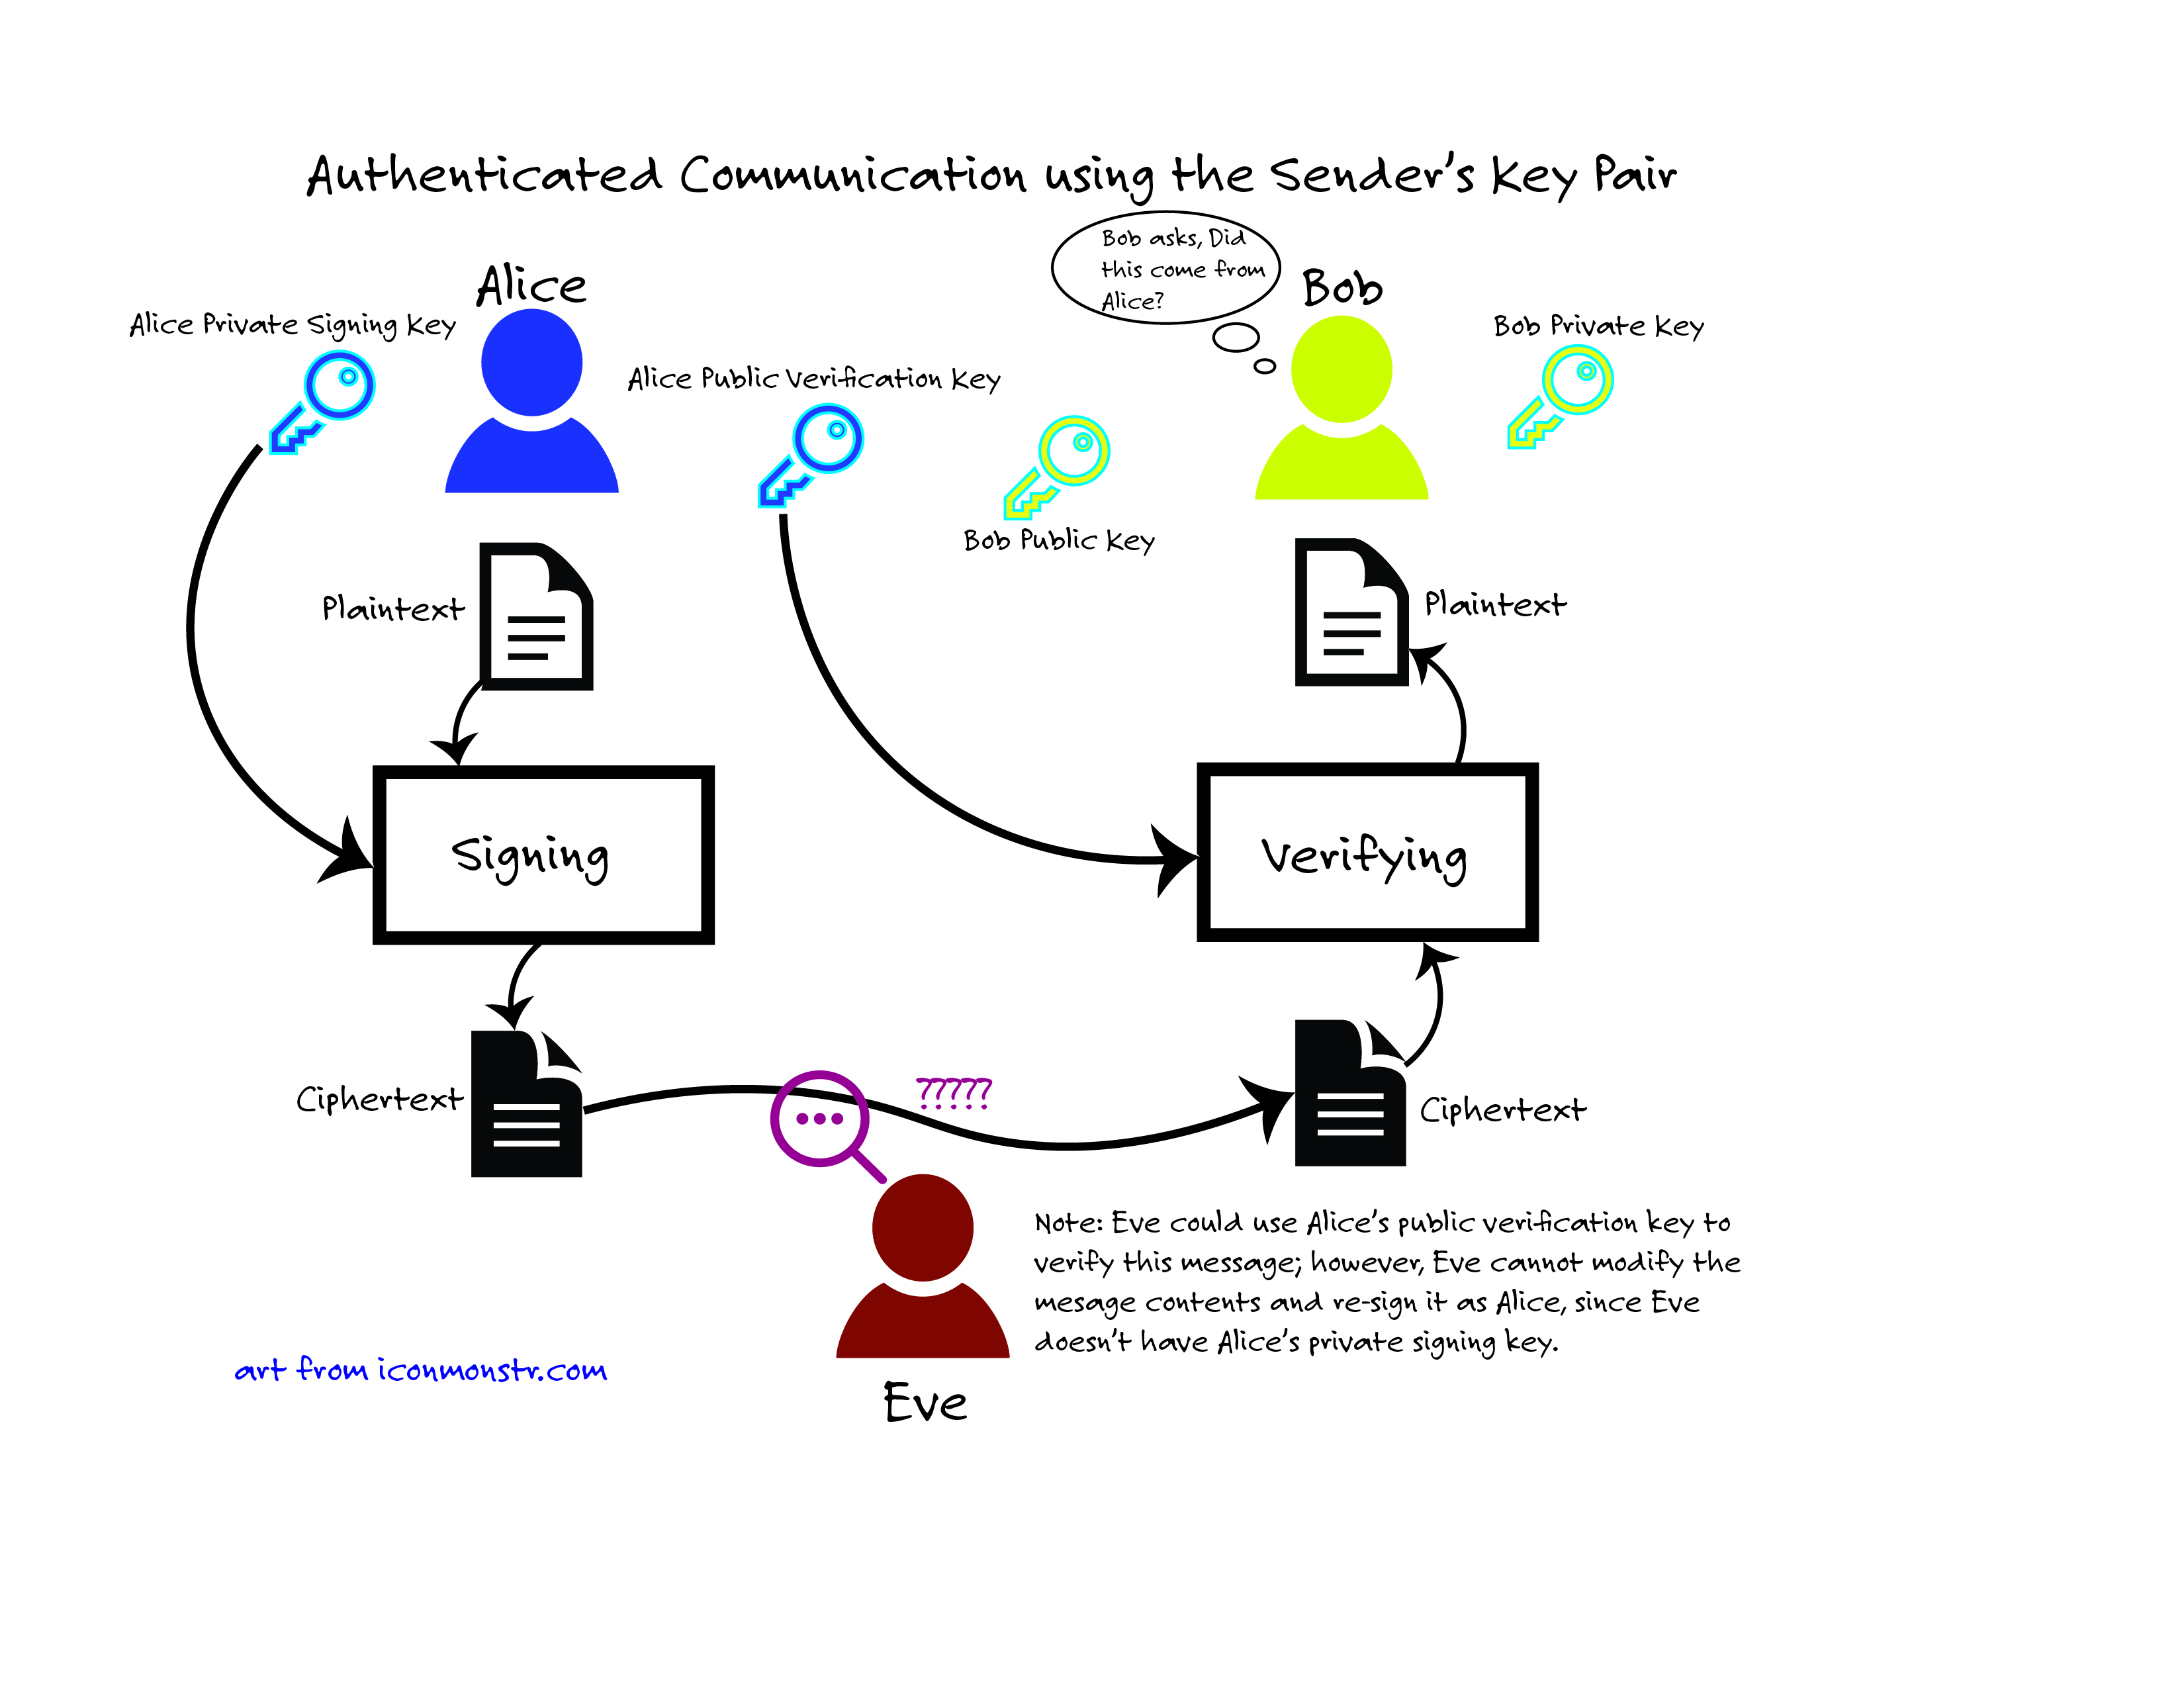 Authenticated Communication using the Sender's Key Pair
Bob asks, Did
this come from
Alice?
Alice
Bob
Alice Private Signing Key
Bob Private Key
Alice Public Verification Key
Bob Public Key
Plaintext
Plaintext
Signing
Verifying
?????
Ciphertext
Ciphertext
Note: Eve could use Alice's public verification key to
verify this message; however, Eve cannot modify the
mesage contents and re-sign it as Alice, since Eve
doesn't have Alice's private signing key.
art from iconmonstr.com
Eve